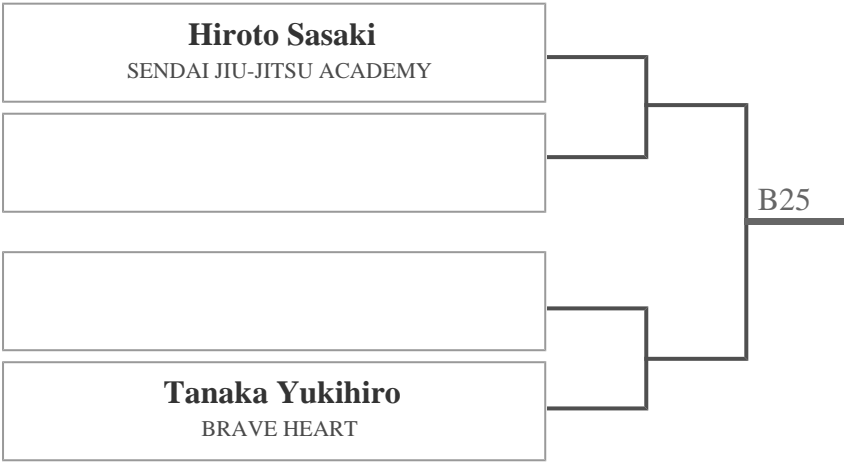 Hiroto Sasaki
SENDAI JIU-JITSU ACADEMY
B25
Tanaka Yukihiro
BRAVE HEART